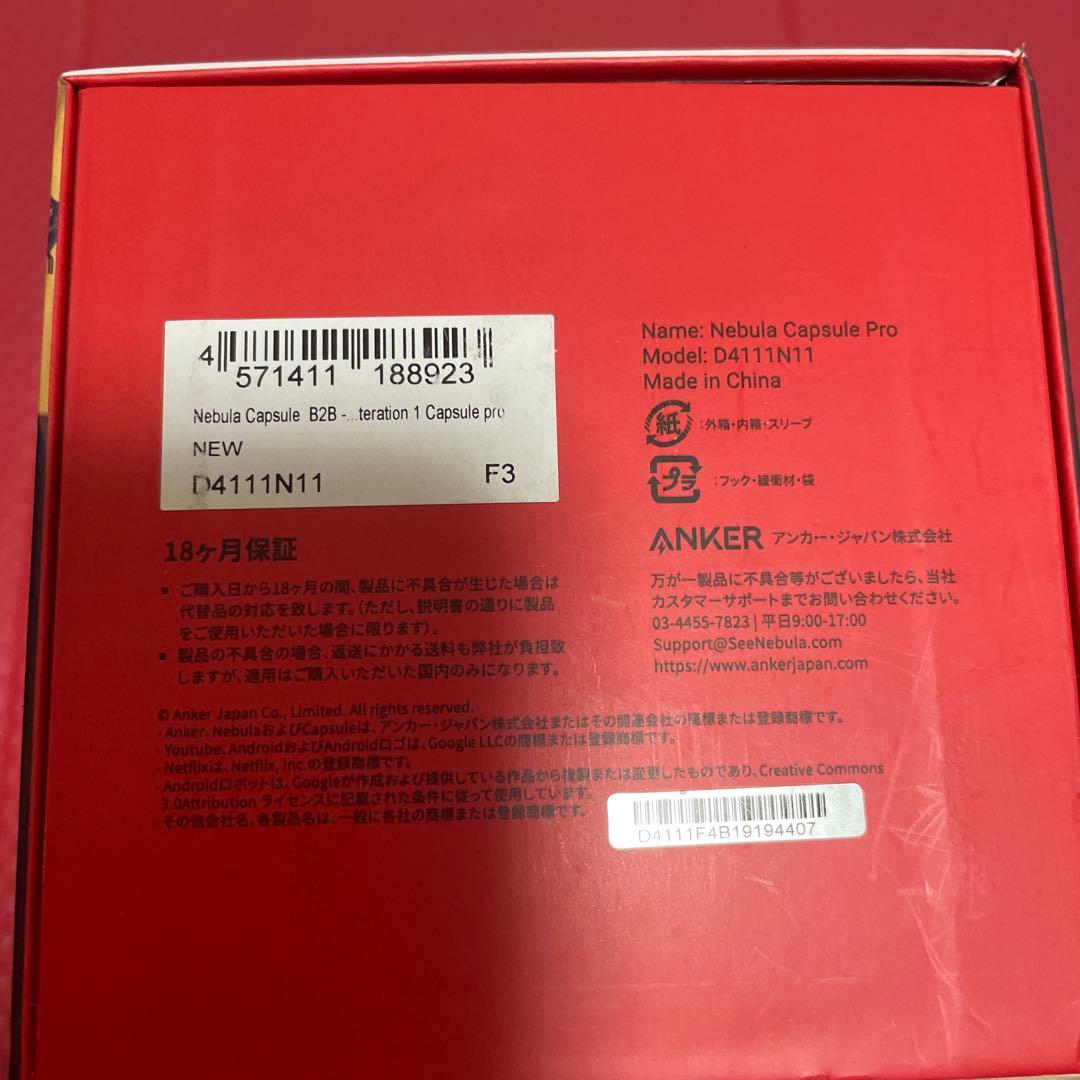 4 571411 188923
Nebula Capsule B2B -...teration 1 Capsule pro
NEW
D4111N11 F3
Name: Nebula Capsule Pro
Model: D4111N11
Made in China
紙 :外箱・内箱・スリーブ
プラ :フック・緩衝材・袋
ANKER アンカー・ジャパン株式会社
万が一製品に不具合等がございましたら、当社
カスタマーサポートまでお問い合わせください。
03-4455-7823 | 平日9:00-17:00
Support@SeeNebula.com
https://www.ankerjapan.com
18ヶ月保証
▪ ご購入日から18ヶ月の間、製品に不具合が生じた場合は
代替品の対応を致します。(ただし、説明書の通りに製品
をご使用いただいた場合に限ります)。
▪ 製品の不具合の場合、返送にかかる送料も弊社が負担致
しますが、適用はご購入いただいた国内のみになります。
© Anker Japan Co., Limited. All rights reserved.
Anker、NebulaおよびCapsuleは、アンカー・ジャパン株式会社またはその関連会社の商標または登録商標です。
Youtube、AndroidおよびAndroidロゴは、Google LLCの商標または登録商標です。
Netflixは、Netflix, Inc.の登録商標です。
Androidロボットは、Googleが作成および提供している作品から複製または変更したものであり、Creative Commons
3.0Attribution ライセンスに記載された条件に従って使用しています。
その他会社名、各製品名は、一般に各社の商標または登録商標です。
D4111F4B19194407